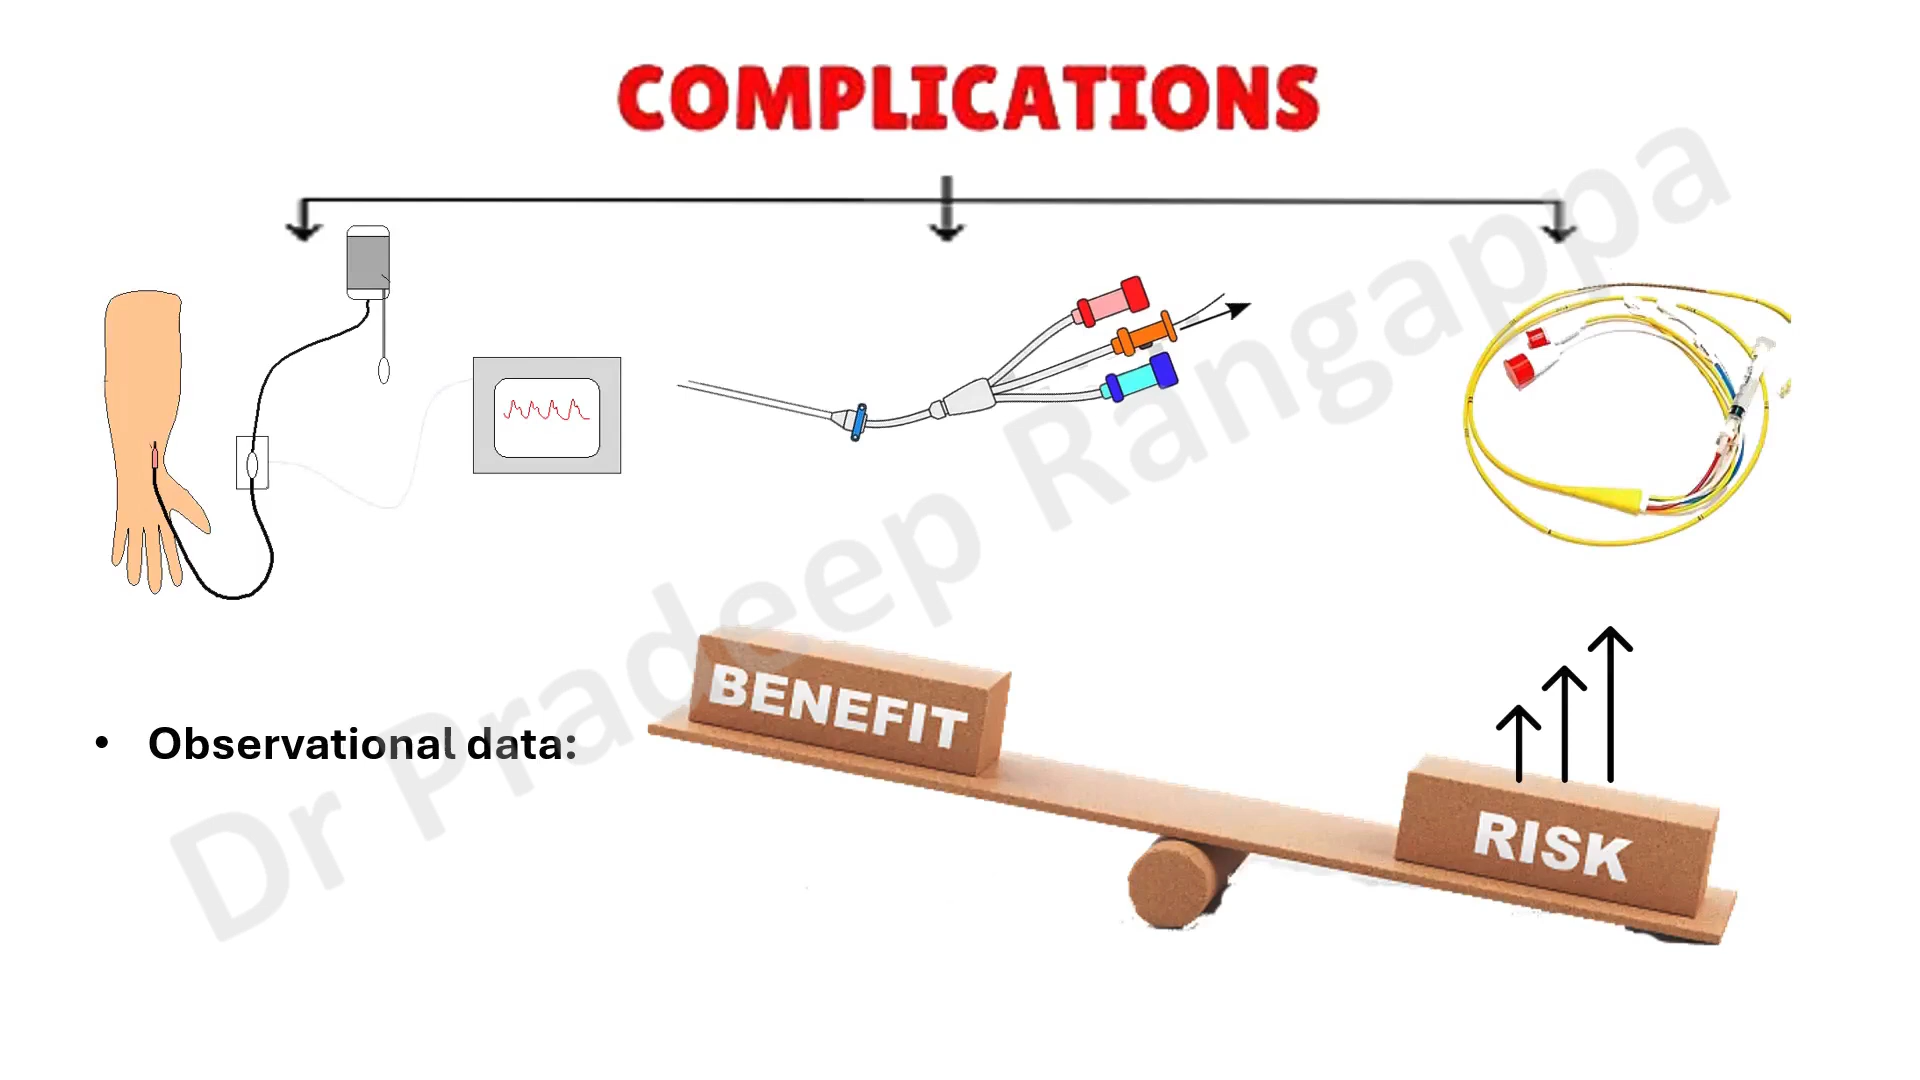 COMPLICATIONS
BENEFIT
• Observational data:
RISK
Dr Pradeep Rangappa